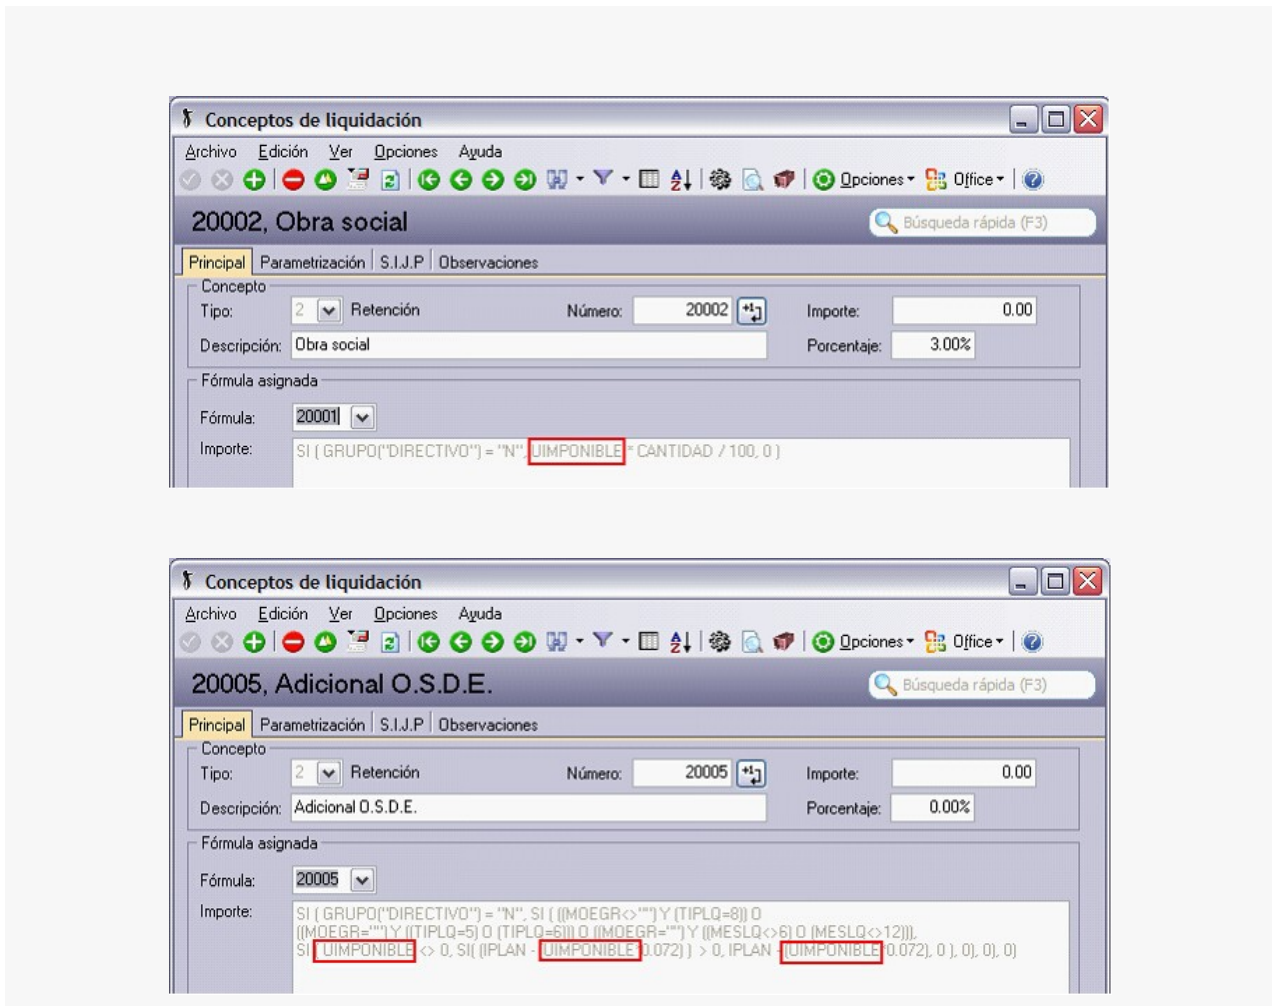 Conceptos de liquidación
Archivo Edición Ver Opciones Ayuda
Opciones Office
20002, Obra social
Búsqueda rápida (F3)
Principal Parametrización S.I.J.P Observaciones
Concepto
Tipo: 2 Retención Número: 20002 Importe: 0.00
Descripción: Obra social Porcentaje: 3.00%
Fórmula asignada
Fórmula: 20001
Importe: SI ( GRUPO("DIRECTIVO") = "N", UIMPONIBLE * CANTIDAD / 100, 0 )
Conceptos de liquidación
Archivo Edición Ver Opciones Ayuda
Opciones Office
20005, Adicional O.S.D.E.
Búsqueda rápida (F3)
Principal Parametrización S.I.J.P Observaciones
Concepto
Tipo: 2 Retención Número: 20005 Importe: 0.00
Descripción: Adicional O.S.D.E. Porcentaje: 0.00%
Fórmula asignada
Fórmula: 20005
Importe: SI ( GRUPO("DIRECTIVO") = "N", SI ( ((MOEGR<>"") Y (TIPLQ=8)) O
((MOEGR="") Y ((TIPLQ=5) O (TIPLQ=6))) O ((MOEGR="") Y ((MESLQ<>6) O (MESLQ<>12))),
SI ( UIMPONIBLE <> 0, SI( (IPLAN - (UIMPONIBLE*0.072) ) > 0, IPLAN - (UIMPONIBLE*0.072), 0 ), 0), 0), 0)